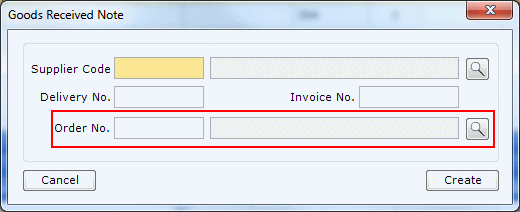 Goods Received Note
Supplier Code
Delivery No. Invoice No.
Order No.
Cancel Create